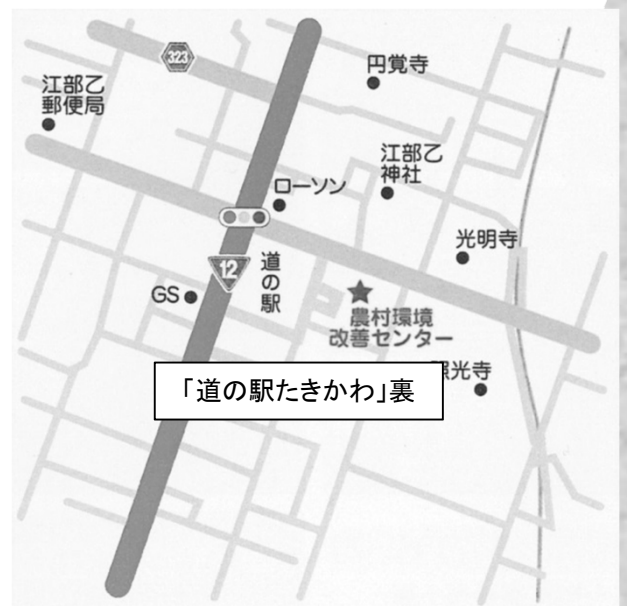 323
円覚寺
江部乙
郵便局
江部乙
神社
ローソン
光明寺
12
道の駅
GS
農村環境
改善センター
「道の駅たきかわ」裏
光寺